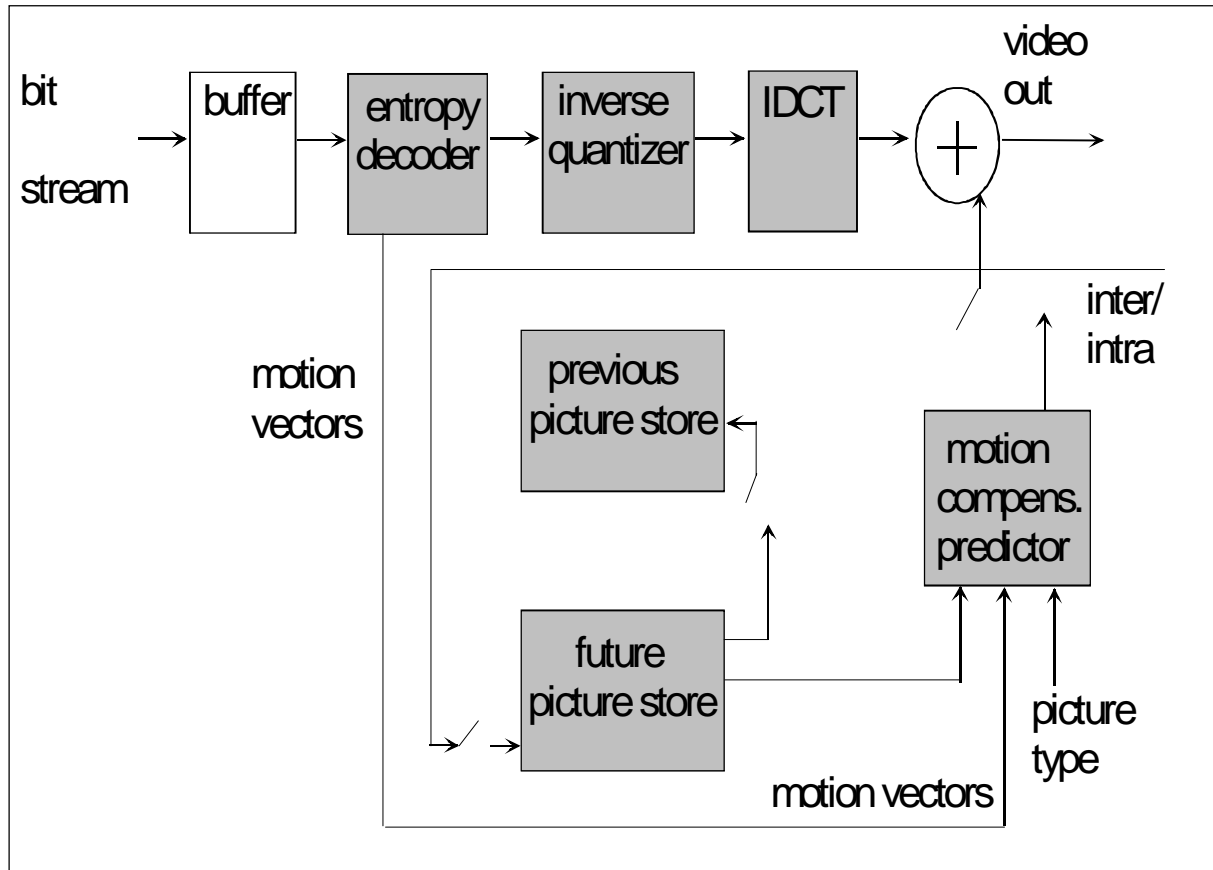 bit
stream
buffer
entropy
decoder
inverse
quantizer
IDCT
video
out
inter/
intra
motion
vectors
previous
picture store
motion
compens.
predictor
future
picture store
picture
type
motion vectors